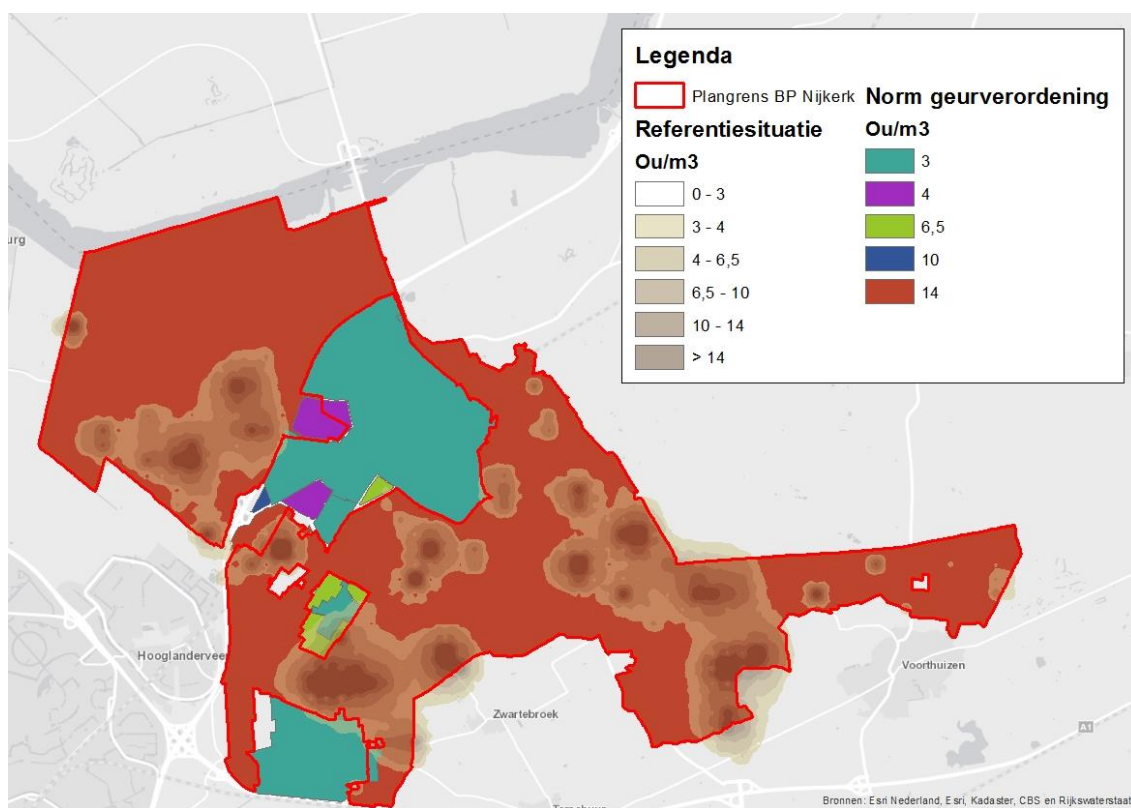 Legenda
Plangrens BP Nijkerk
Referentiesituatie
Ou/m3
0 - 3
3 - 4
4 - 6,5
6,5 - 10
10 - 14
> 14
Norm geurverordening
Ou/m3
3
4
6,5
10
14
urg
Hooglanderveen
Zwartebroek
Voorthuizen
A1
Bronnen: Esri Nederland, Esri, Kadaster, CBS en Rijkswaterstaat